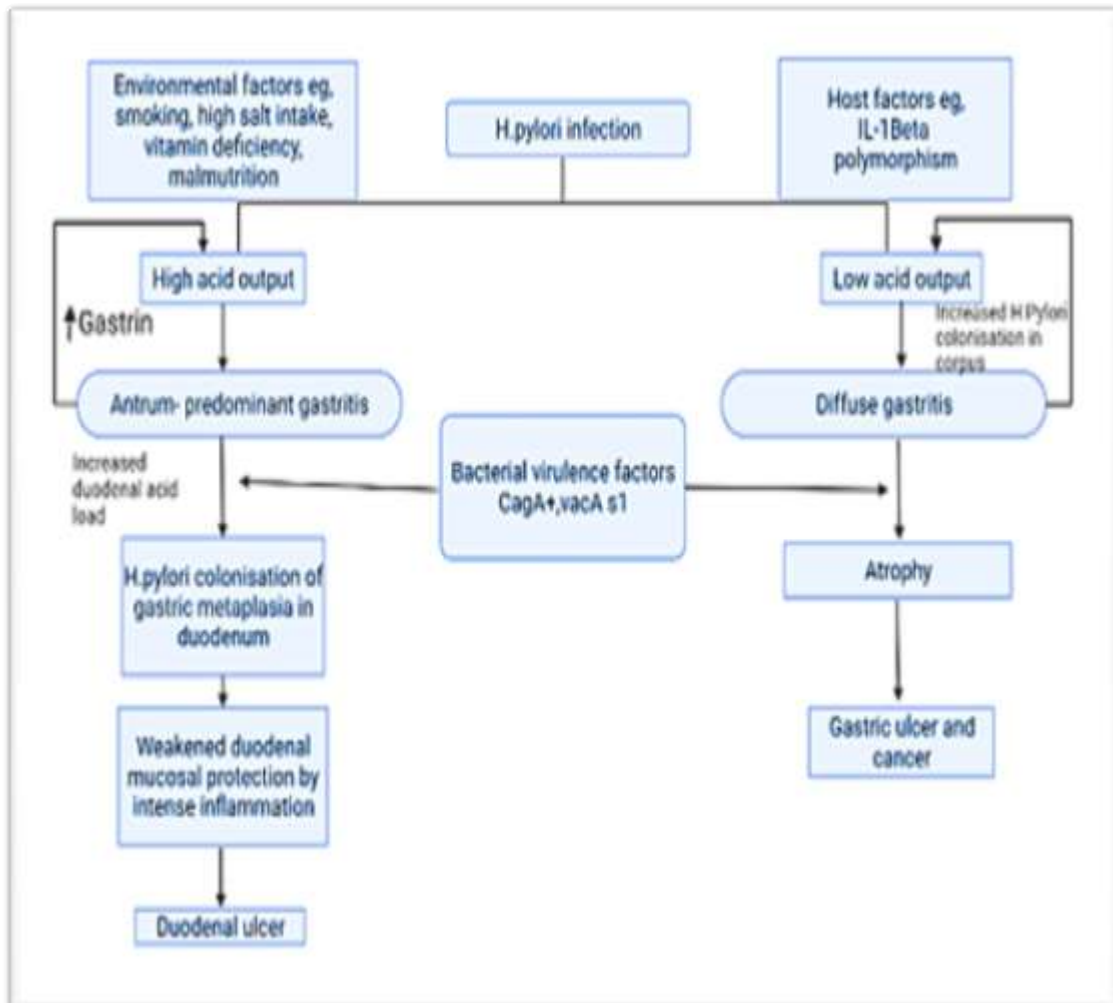 Environmental factors eg,
smoking, high salt intake,
vitamin deficiency,
malmutrition
H.pylori infection
Host factors eg,
IL-1Beta
polymorphism
High acid output
Low acid output
↑Gastrin
Increased H Pylori
colonisation in
corpus
Antrum- predominant gastritis
Diffuse gastritis
Increased
duodenal acid
load
Bacterial virulence factors
CagA+,vacA s1
H.pylori colonisation of
gastric metaplasia in
duodenum
Atrophy
Weakened duodenal
mucosal protection by
intense inflammation
Gastric ulcer and
cancer
Duodenal ulcer